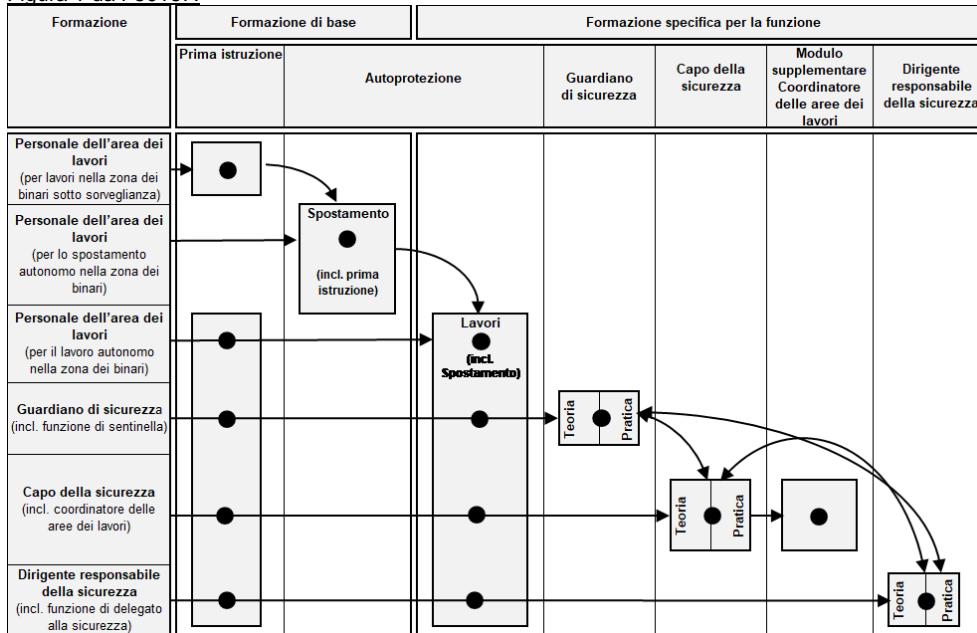 Formazione
Formazione di base
Formazione specifica per la funzione
Prima istruzione
Autoprotezione
Guardiano
di sicurezza
Capo della
sicurezza
Modulo
supplementare
Coordinatore
delle aree dei
lavori
Dirigente
responsabile
della sicurezza
Personale dell'area dei
lavori
(per lavori nella zona dei
binari sotto sorveglianza)
Personale dell'area dei
lavori
(per lo spostamento
autonomo nella zona dei
binari)
Spostamento
(incl. prima
istruzione)
Personale dell'area dei
lavori
(per il lavoro autonomo
nella zona dei binari)
Lavori
(incl.
Spostamento)
Guardiano di sicurezza
(incl. funzione di sentinella)
Teoria
Pratica
Capo della sicurezza
(incl. coordinatore delle
aree dei lavori)
Teoria
Pratica
Dirigente responsabile
della sicurezza
(incl. funzione di delegato
alla sicurezza)
Teoria
Pratica